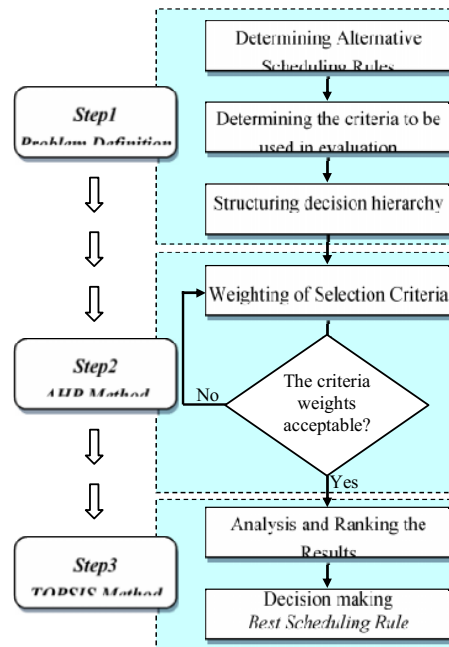 Determining Alternative
Scheduling Rules
Step1
Problem Definition
Determining the criteria to be
used in evaluation
Structuring decision hierarchy
Weighting of Selection Criteria
Step2
AHP Method
No
The criteria
weights
acceptable?
Yes
Analysis and Ranking the
Results
Step3
TOPSIS Method
Decision making
Best Scheduling Rule